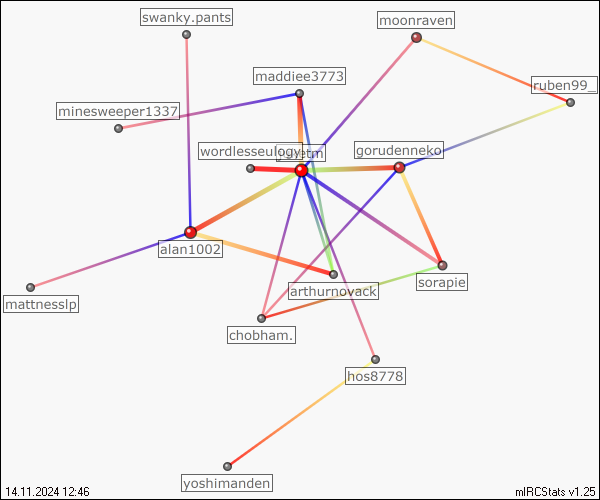 swanky.pants
moonraven
maddiee3773
ruben99_
minesweeper1337
wordlesseulogy
gorudenneko
alan1002
sorapie
arthurnovack
mattnesslp
chobham.
hos8778
yoshimanden
14.11.2024 12:46
mIRCStats v1.25